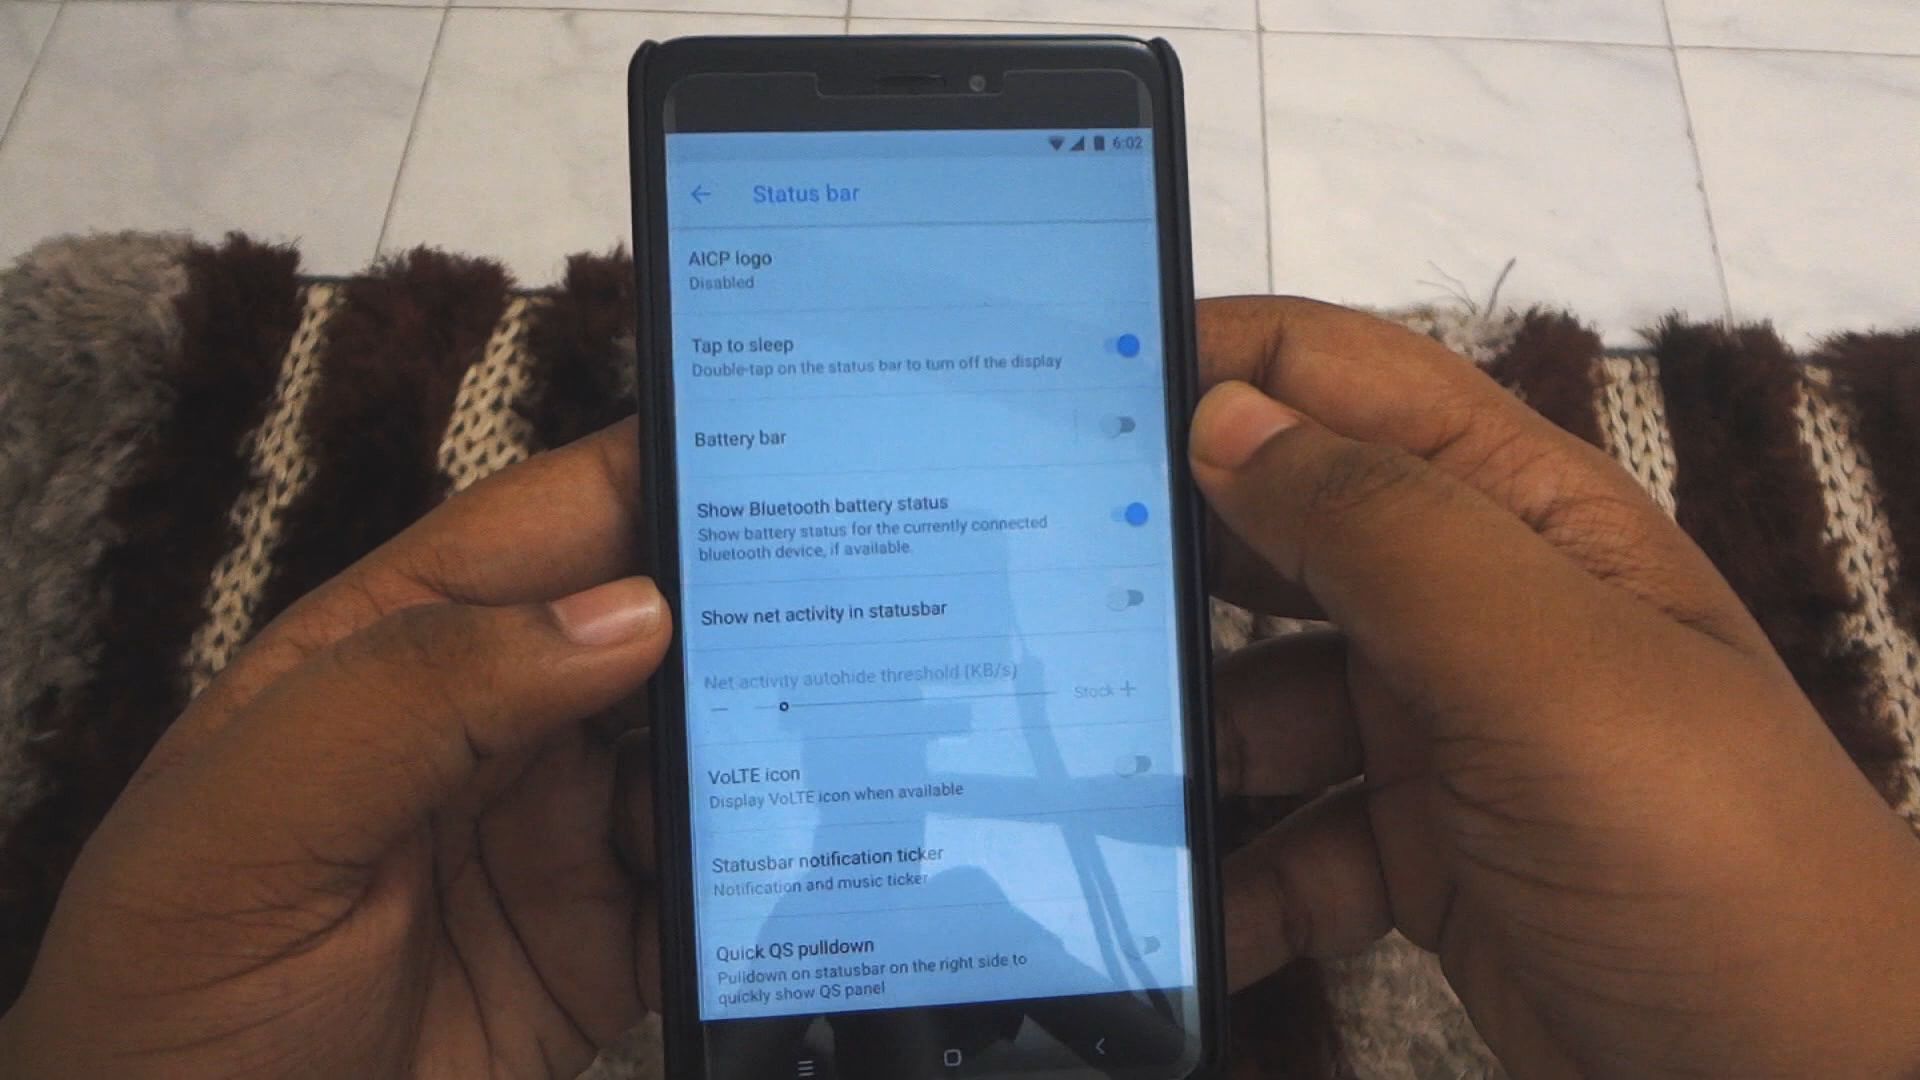 6:02
Status bar
AICP logo
Disabled
Tap to sleep
Double-tap on the status bar to turn off the display
Battery bar
Show Bluetooth battery status
Show battery status for the currently connected
bluetooth device, if available.
Show net activity in statusbar
Net activity autohide threshold (KB/s)
Stock
VoLTE icon
Display VoLTE icon when available
Statusbar notification ticker
Notification and music ticker
Quick QS pulldown
Pulldown on statusbar on the right side to
quickly show QS panel